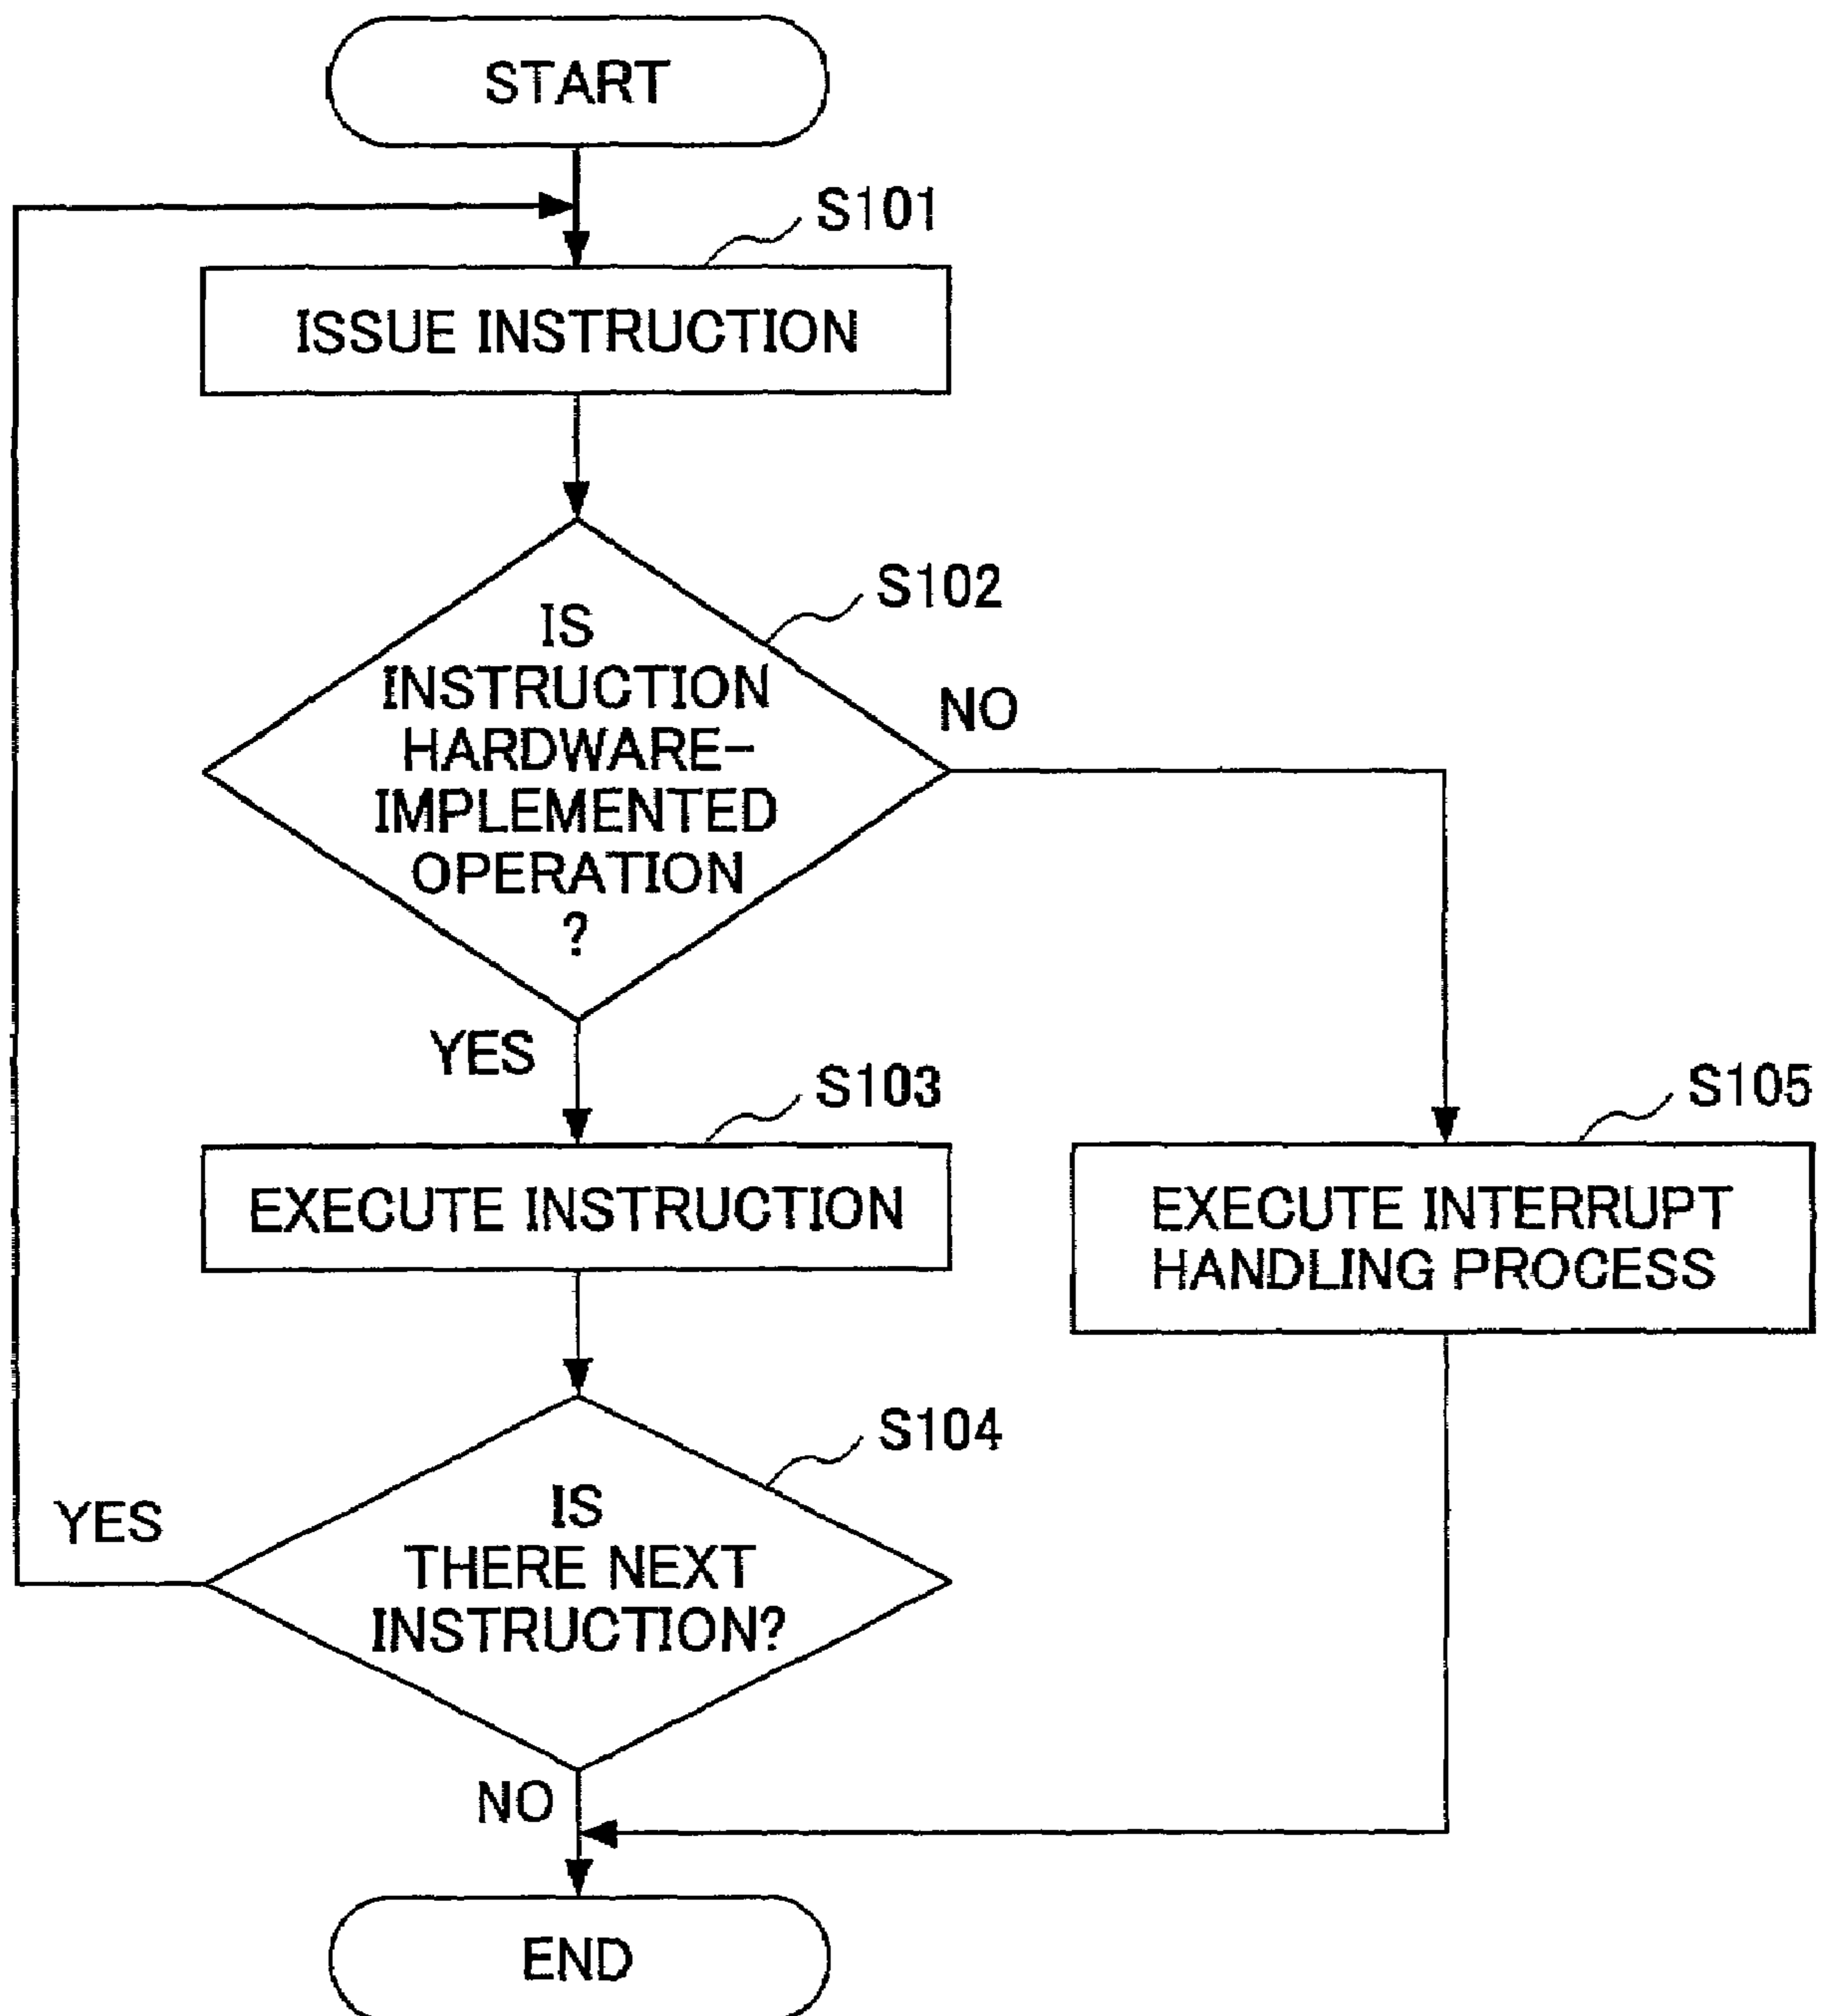 START
S101
ISSUE INSTRUCTION
S102
IS
INSTRUCTION
HARDWARE-
IMPLEMENTED
OPERATION
?
NO
YES
S103
EXECUTE INSTRUCTION
S105
EXECUTE INTERRUPT
HANDLING PROCESS
S104
IS
THERE NEXT
INSTRUCTION?
YES
NO
END